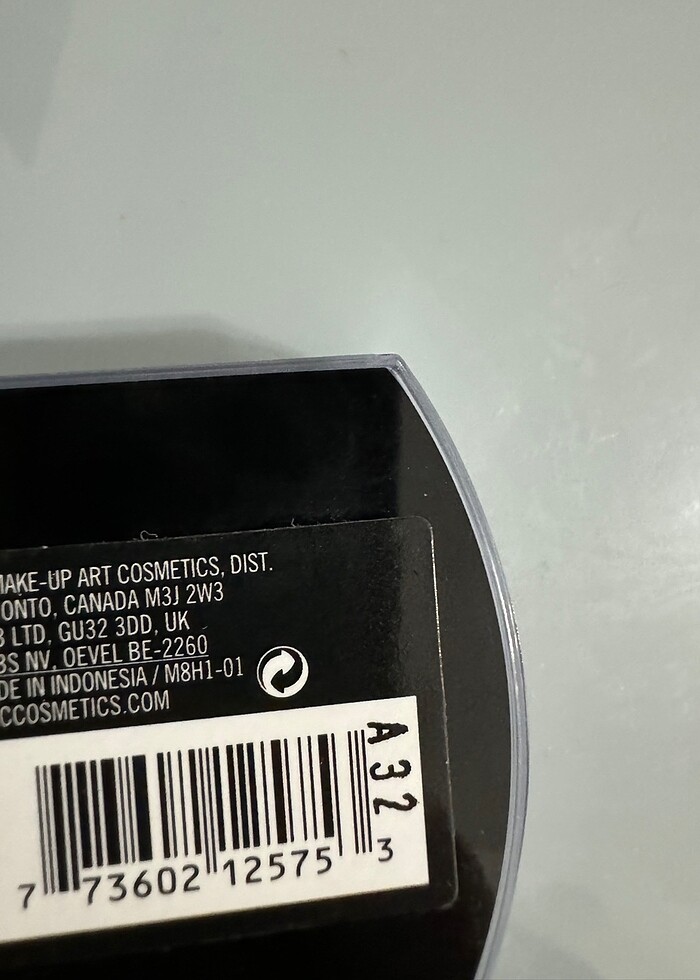 MAKE-UP ART COSMETICS, DIST.
ONTO, CANADA M3J 2W3
B LTD, GU32 3DD, UK
BS NV, OEVEL BE-2260
DE IN INDONESIA / M8H1-01
CCOSMETICS.COM
A32
7 73602 12575 3